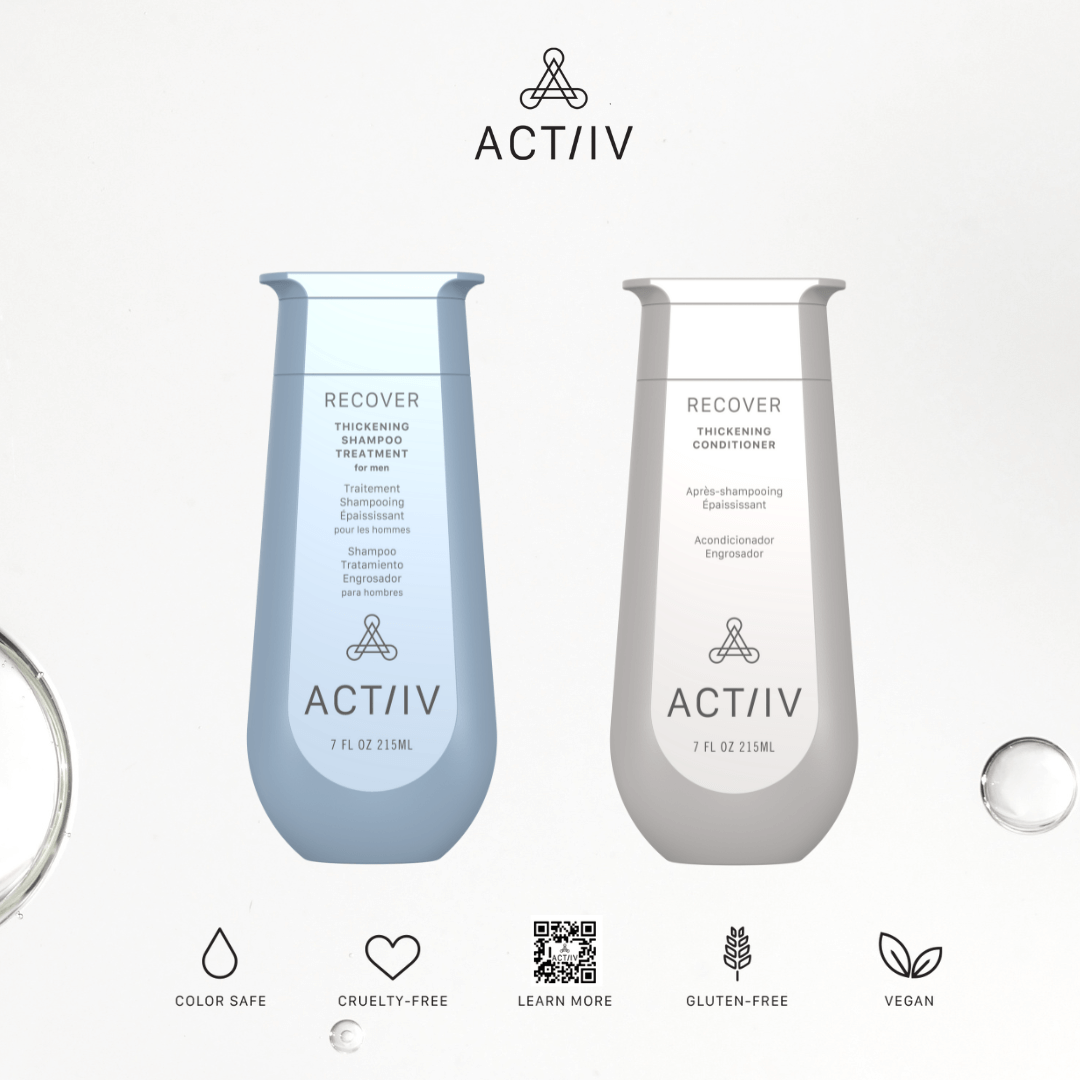 ACT/IV
RECOVER
THICKENING
SHAMPOO
TREATMENT
for men
Traitement
Shampooing
Épaississant
pour les hommes
Shampoo
Tratamiento
Engrosador
para hombres
ACT/IV
7 FL OZ 215ML
RECOVER
THICKENING
CONDITIONER
Après-shampooing
Épaississant
Acondicionador
Engrosador
ACT/IV
7 FL OZ 215ML
COLOR SAFE
CRUELTY-FREE
ACT/IV
LEARN MORE
GLUTEN-FREE
VEGAN